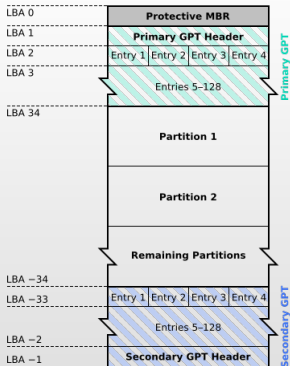 LBA 0
Protective MBR
LBA 1
Primary GPT Header
LBA 2
Entry 1 Entry 2 Entry 3 Entry 4
LBA 3
Entries 5–128
Primary GPT
LBA 34
Partition 1
Partition 2
Remaining Partitions
LBA −34
LBA −33
Entry 1 Entry 2 Entry 3 Entry 4
Entries 5–128
LBA −2
Secondary GPT Header
LBA −1
Secondary GPT